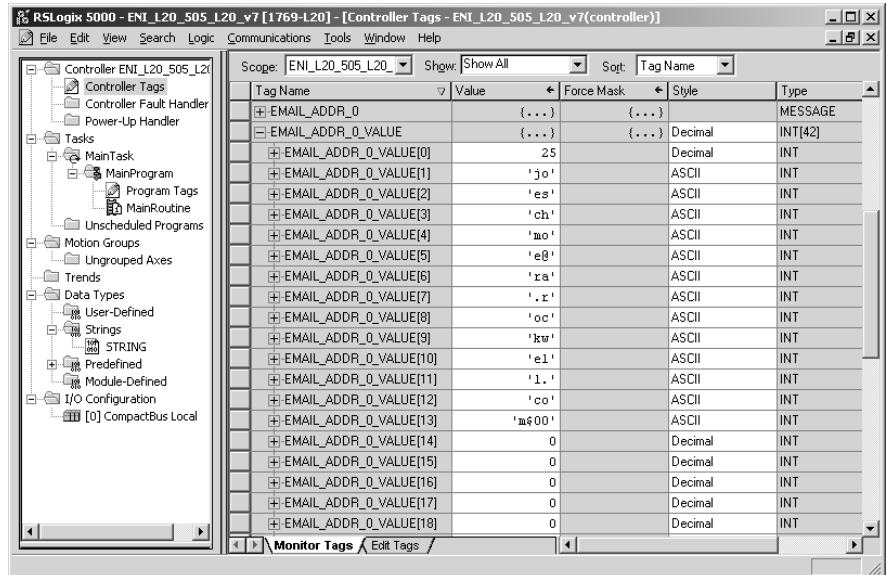 RSLogix 5000 - ENI_L20_505_L20_v7 [1769-L20] - [Controller Tags - ENI_L20_505_L20_v7(controller)]
File Edit View Search Logic Communications Tools Window Help
Controller ENI_L20_505_L20
Controller Tags
Controller Fault Handler
Power-Up Handler
Tasks
MainTask
MainProgram
Program Tags
MainRoutine
Unscheduled Programs
Motion Groups
Ungrouped Axes
Trends
Data Types
User-Defined
Strings
STRING
Predefined
Module-Defined
I/O Configuration
[0] CompactBus Local
Scope: ENI_L20_505_L20_ Show: Show All Sort: Tag Name
Tag Name Value Force Mask Style Type
EMAIL_ADDR_0 {...} {...} MESSAGE
EMAIL_ADDR_0_VALUE {...} {...} Decimal INT[42]
EMAIL_ADDR_0_VALUE[0] 25 Decimal INT
EMAIL_ADDR_0_VALUE[1] 'jo' ASCII INT
EMAIL_ADDR_0_VALUE[2] 'es' ASCII INT
EMAIL_ADDR_0_VALUE[3] 'ch' ASCII INT
EMAIL_ADDR_0_VALUE[4] 'mo' ASCII INT
EMAIL_ADDR_0_VALUE[5] 'e@' ASCII INT
EMAIL_ADDR_0_VALUE[6] 'ra' ASCII INT
EMAIL_ADDR_0_VALUE[7] '.r' ASCII INT
EMAIL_ADDR_0_VALUE[8] 'oc' ASCII INT
EMAIL_ADDR_0_VALUE[9] 'kw' ASCII INT
EMAIL_ADDR_0_VALUE[10] 'el' ASCII INT
EMAIL_ADDR_0_VALUE[11] 'l.' ASCII INT
EMAIL_ADDR_0_VALUE[12] 'co' ASCII INT
EMAIL_ADDR_0_VALUE[13] 'm$00' ASCII INT
EMAIL_ADDR_0_VALUE[14] 0 Decimal INT
EMAIL_ADDR_0_VALUE[15] 0 Decimal INT
EMAIL_ADDR_0_VALUE[16] 0 Decimal INT
EMAIL_ADDR_0_VALUE[17] 0 Decimal INT
EMAIL_ADDR_0_VALUE[18] 0 Decimal INT
Monitor Tags Edit Tags